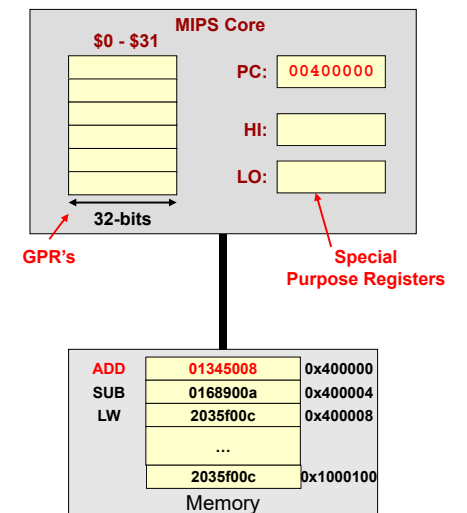 MIPS Core
$0 - $31
PC: 00400000
HI:
LO:
32-bits
GPR's
Special
Purpose Registers
ADD 01345008 0x400000
SUB 0168900a 0x400004
LW 2035f00c 0x400008
...
2035f00c 0x1000100
Memory